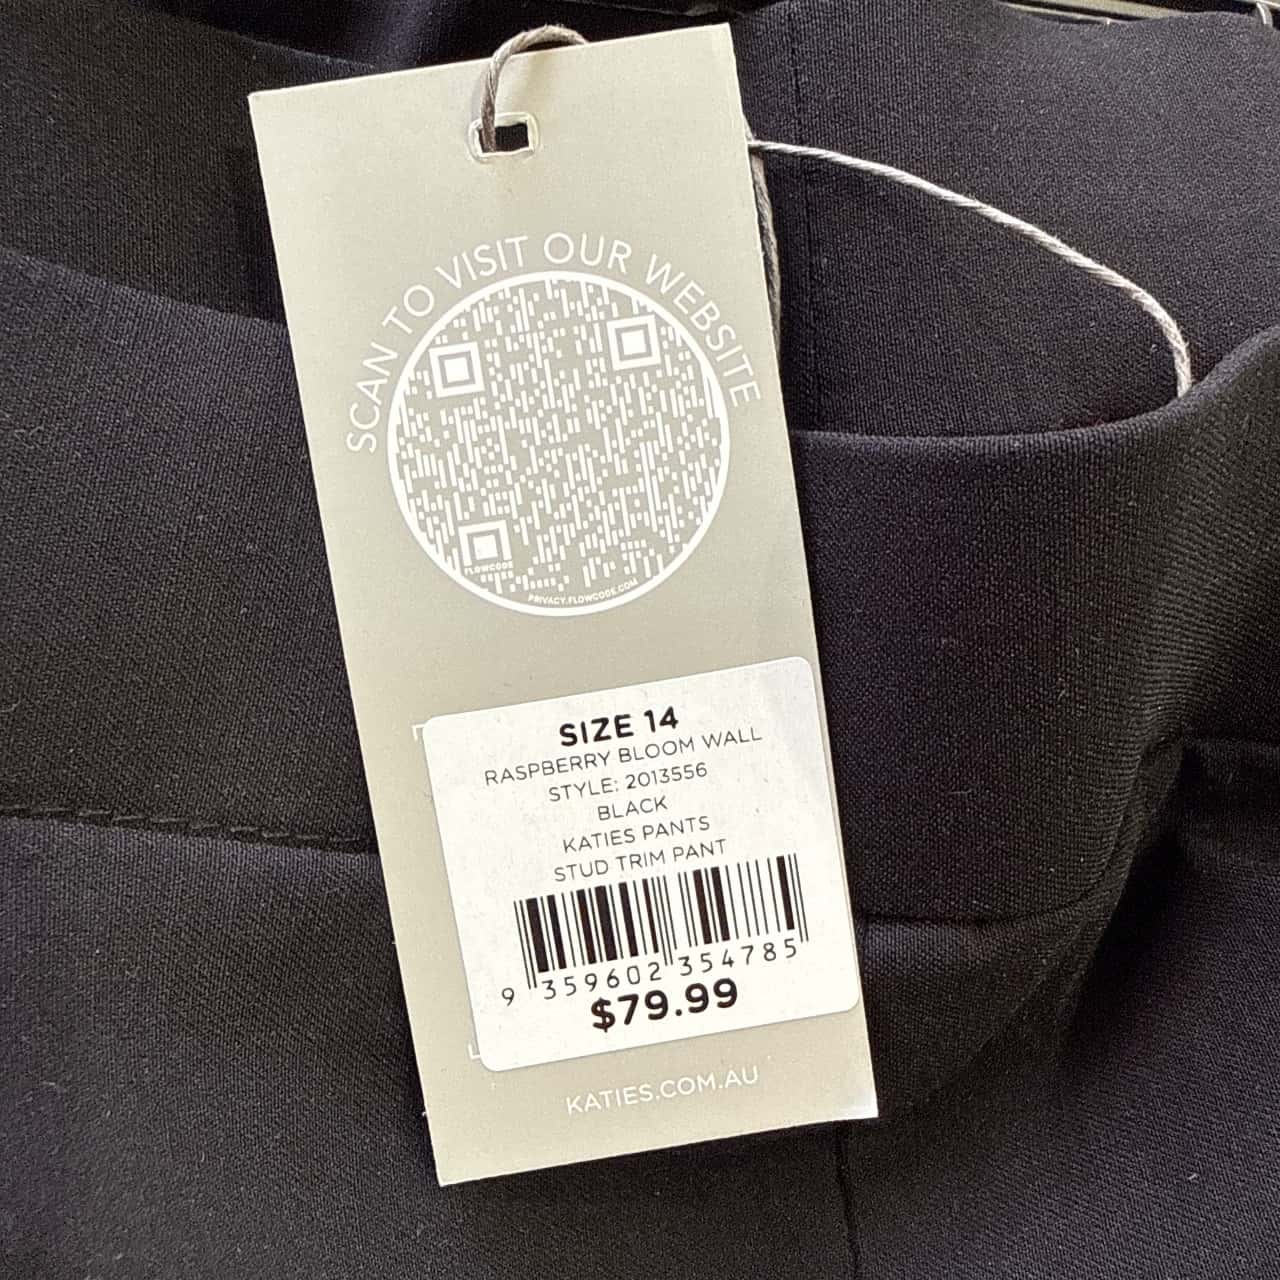 SCAN TO VISIT OUR WEBSITE
FLOWCODE
PRIVACY.FLOWCODE.COM
SIZE 14
RASPBERRY BLOOM WALL
STYLE: 2013556
BLACK
KATIES PANTS
STUD TRIM PANT
9 359602 354785
$79.99
KATIES.COM.AU